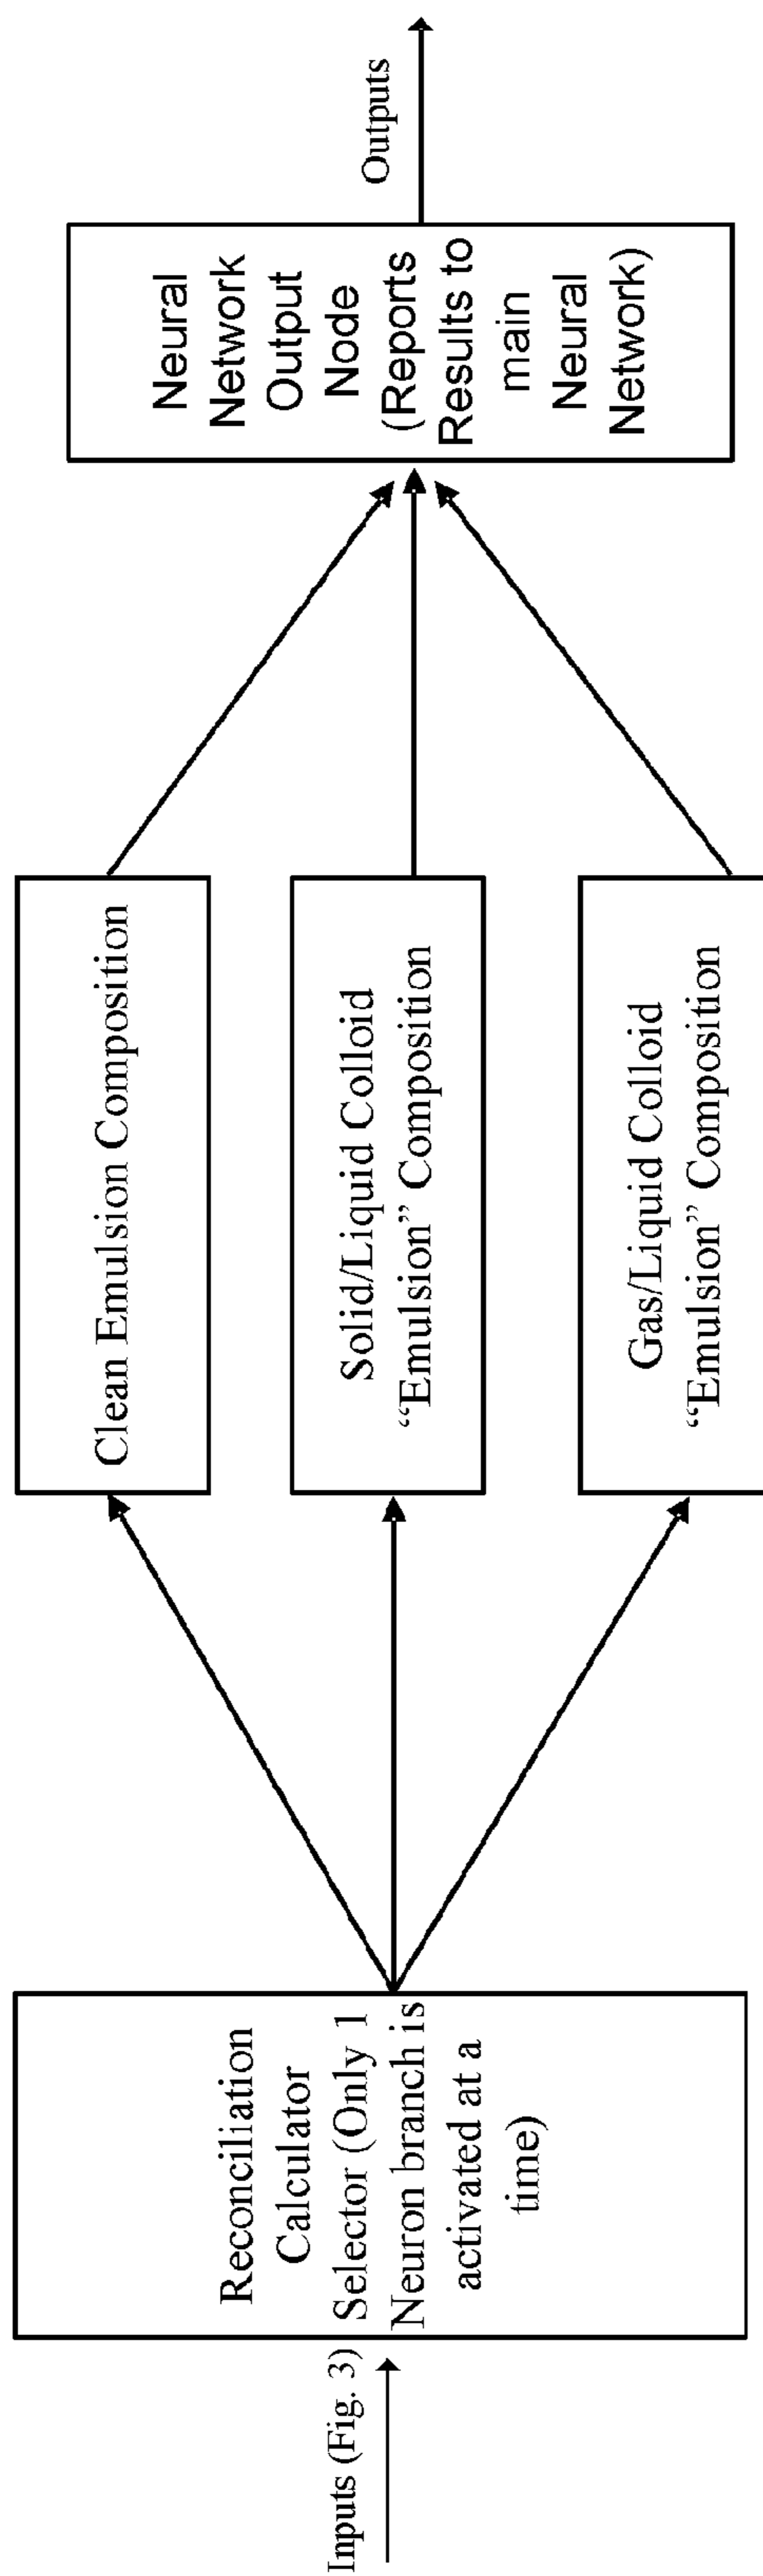 Inputs (Fig. 3)
Reconciliation
Calculator
Selector (Only 1
Neuron branch is
activated at a
time)
Clean Emulsion Composition
Solid/Liquid Colloid
“Emulsion” Composition
Gas/Liquid Colloid
“Emulsion” Composition
Neural
Network
Output
Node
(Reports
Results to
main
Neural
Network)
Outputs